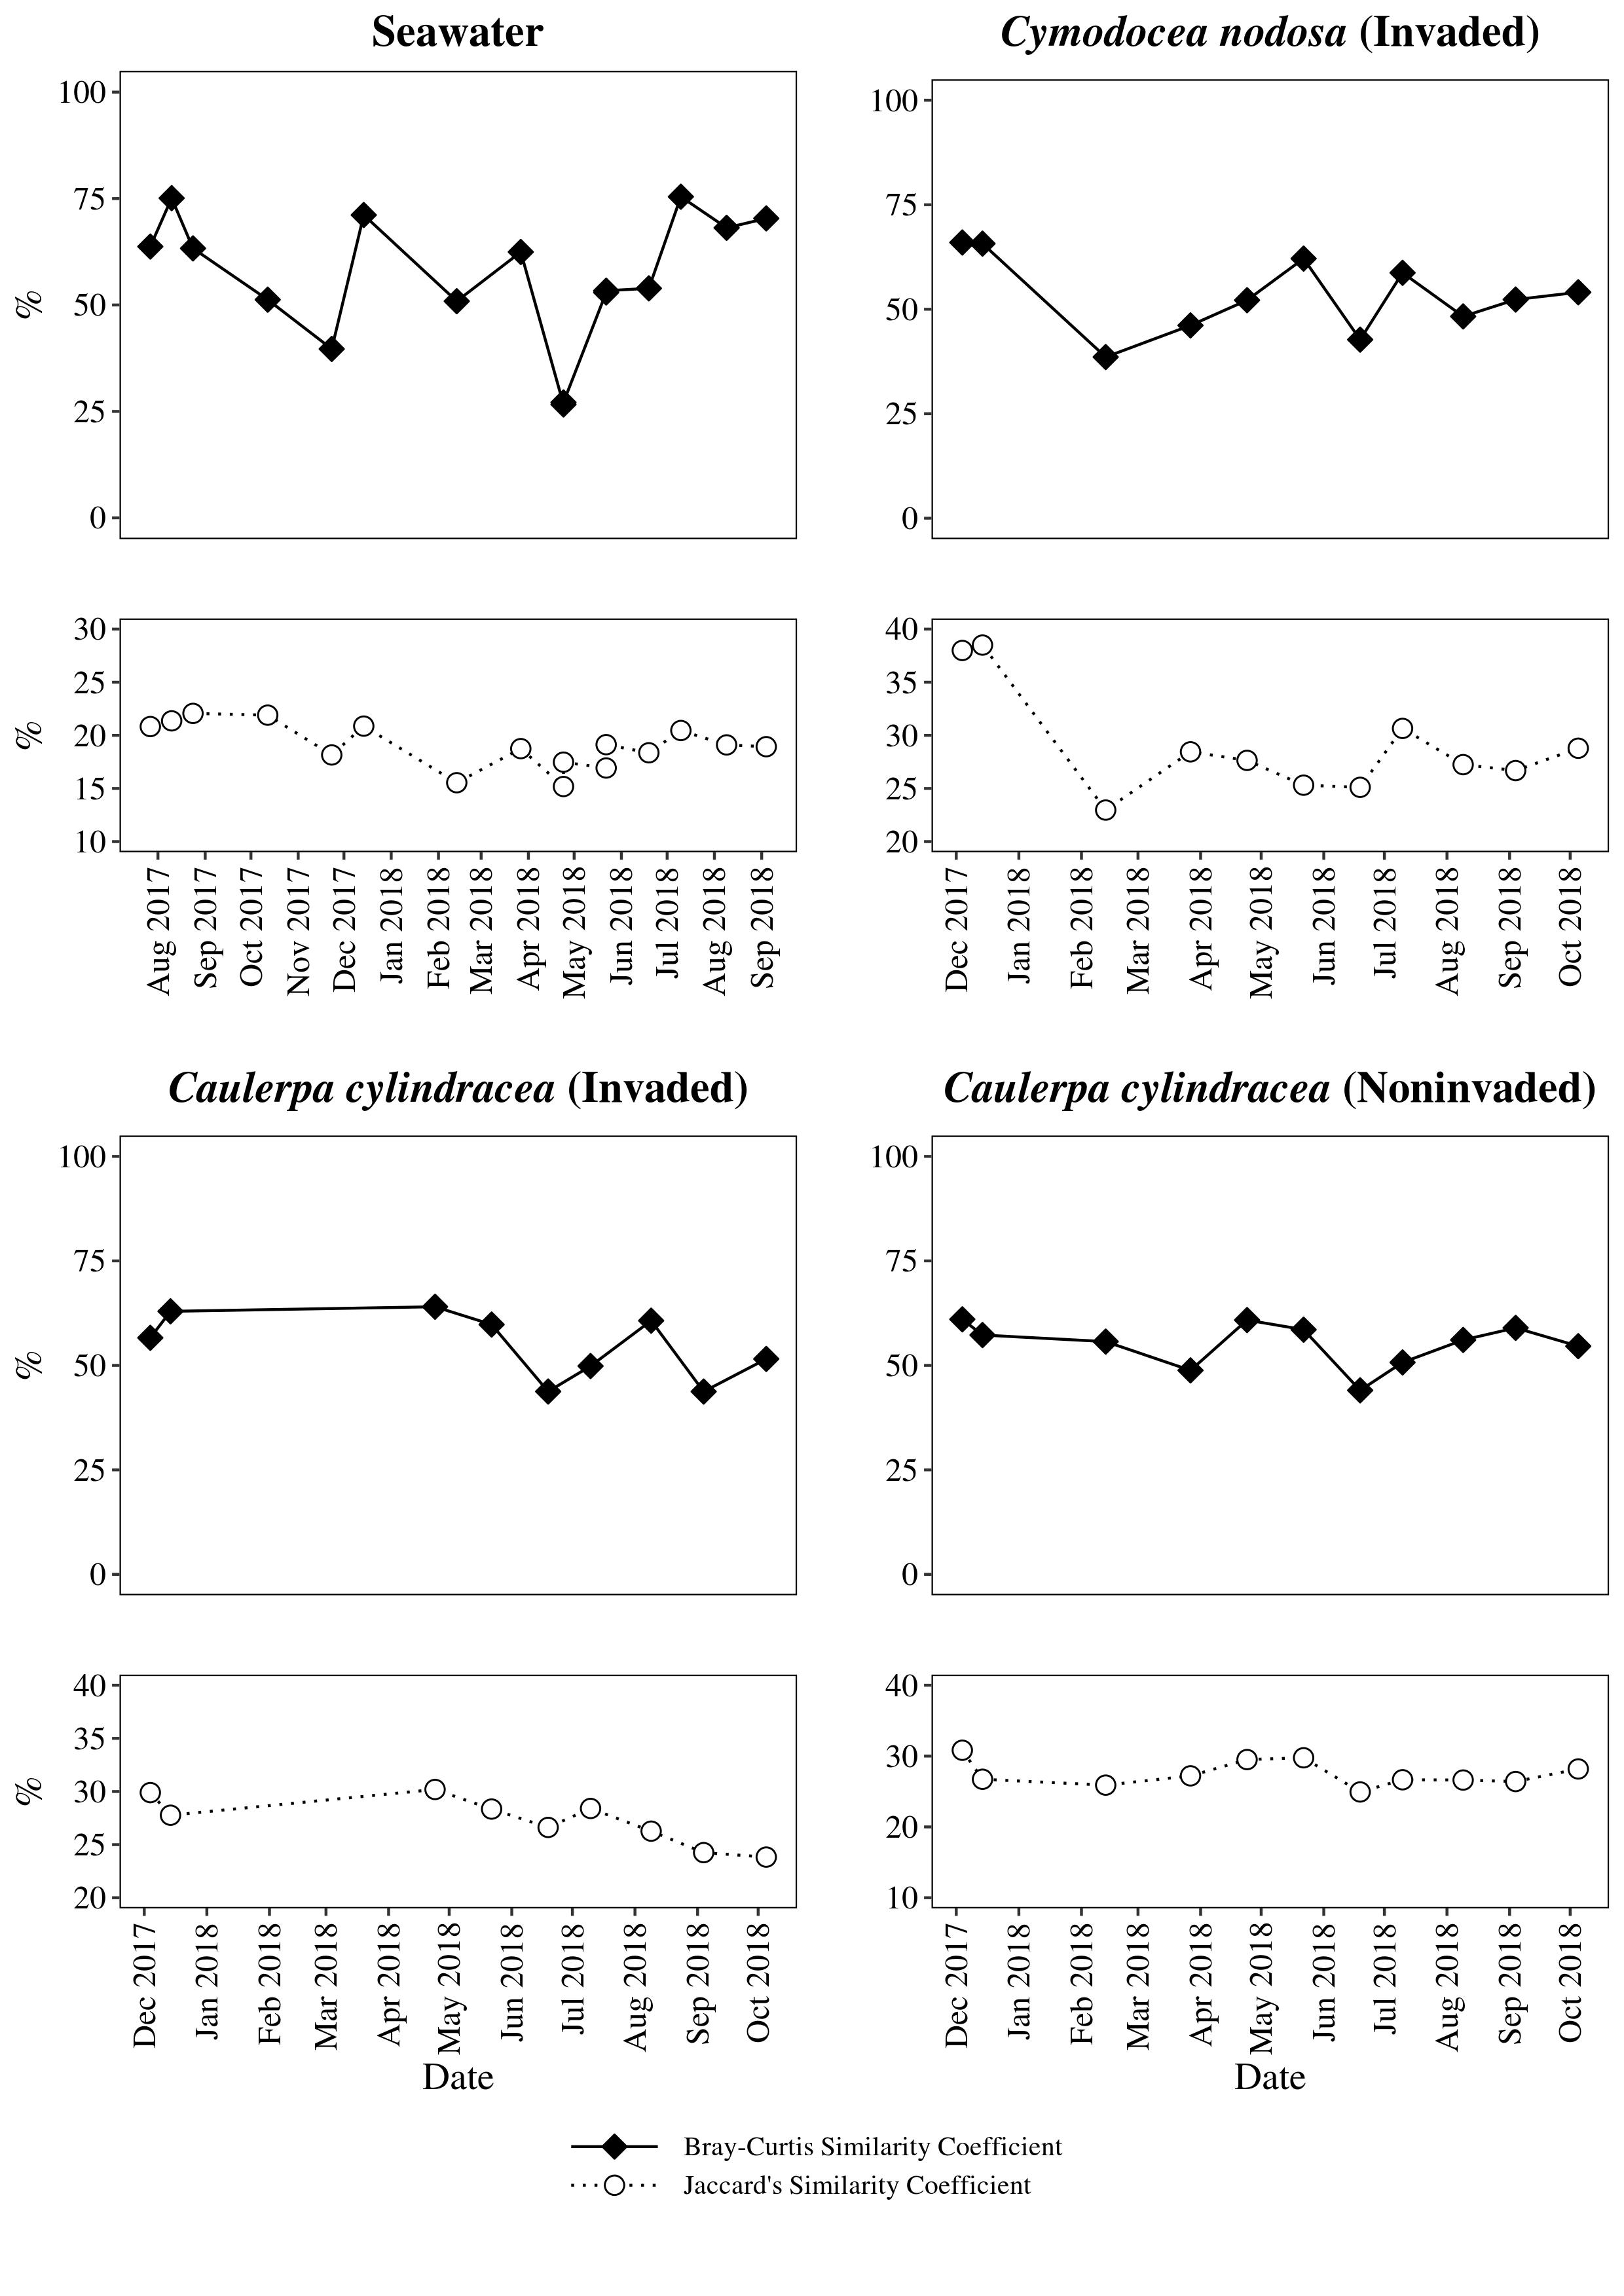 Seawater
Cymodocea nodosa (Invaded)
100
75
50
25
0
%
100
75
50
25
0
30
25
20
15
10
%
Aug 2017
Sep 2017
Oct 2017
Nov 2017
Dec 2017
Jan 2018
Feb 2018
Mar 2018
Apr 2018
May 2018
Jun 2018
Jul 2018
Aug 2018
Sep 2018
40
35
30
25
20
Dec 2017
Jan 2018
Feb 2018
Mar 2018
Apr 2018
May 2018
Jun 2018
Jul 2018
Aug 2018
Sep 2018
Oct 2018
Caulerpa cylindracea (Invaded)
Caulerpa cylindracea (Noninvaded)
100
75
50
25
0
%
100
75
50
25
0
40
35
30
25
20
%
Dec 2017
Jan 2018
Feb 2018
Mar 2018
Apr 2018
May 2018
Jun 2018
Jul 2018
Aug 2018
Sep 2018
Oct 2018
Date
40
30
20
10
Dec 2017
Jan 2018
Feb 2018
Mar 2018
Apr 2018
May 2018
Jun 2018
Jul 2018
Aug 2018
Sep 2018
Oct 2018
Date
Bray-Curtis Similarity Coefficient
Jaccard's Similarity Coefficient